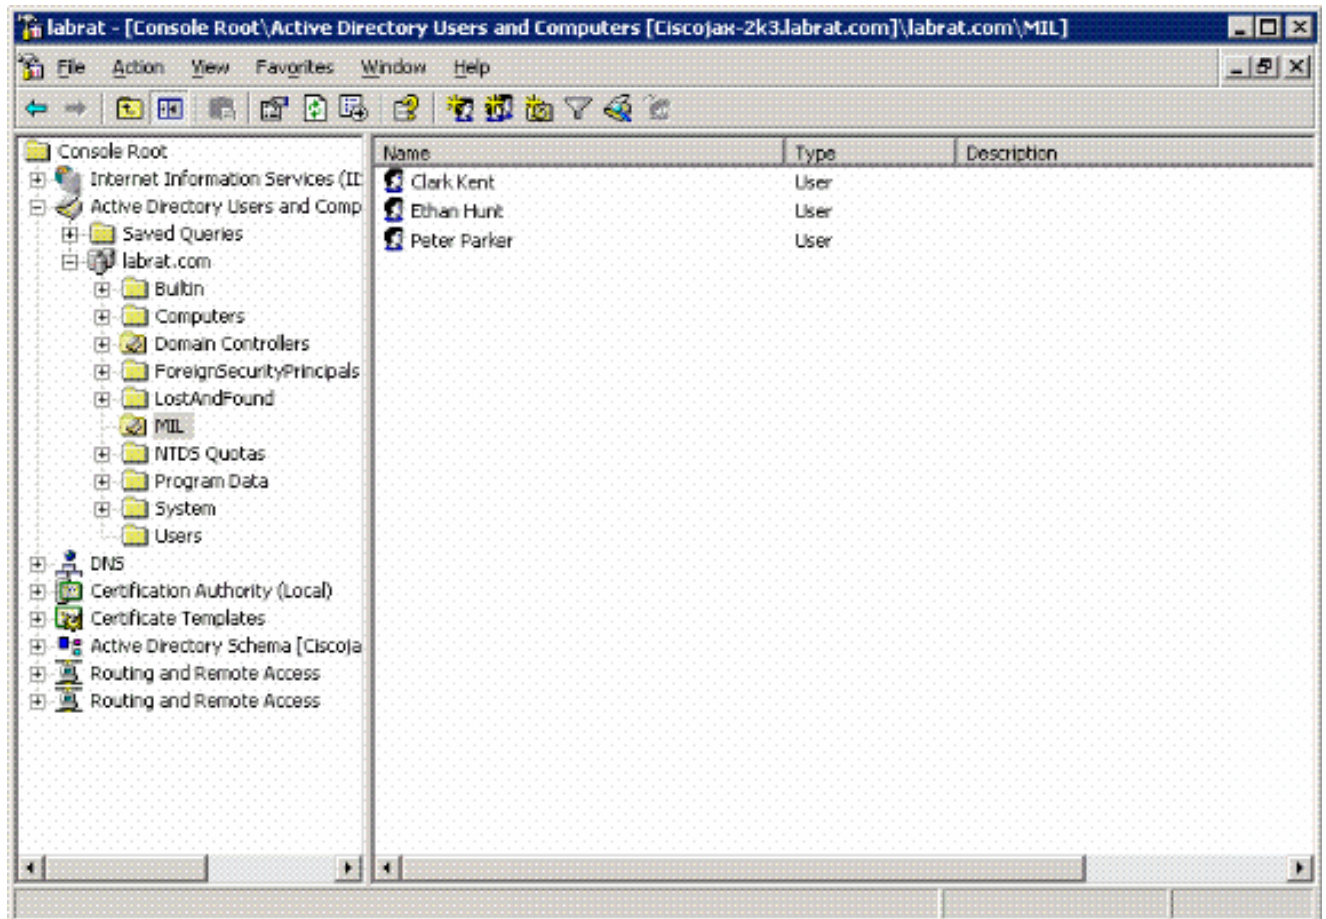 labrat - [Console Root\Active Directory Users and Computers [Ciscojax-2k3.labrat.com]\labrat.com\MIL]
File Action View Favorites Window Help
Console Root
Internet Information Services (II
Active Directory Users and Comp
Saved Queries
labrat.com
Builtin
Computers
Domain Controllers
ForeignSecurityPrincipals
LostAndFound
MIL
NTDS Quotas
Program Data
System
Users
DNS
Certification Authority (Local)
Certificate Templates
Active Directory Schema [Ciscoja
Routing and Remote Access
Routing and Remote Access
Name Type Description
Clark Kent User
Ethan Hunt User
Peter Parker User